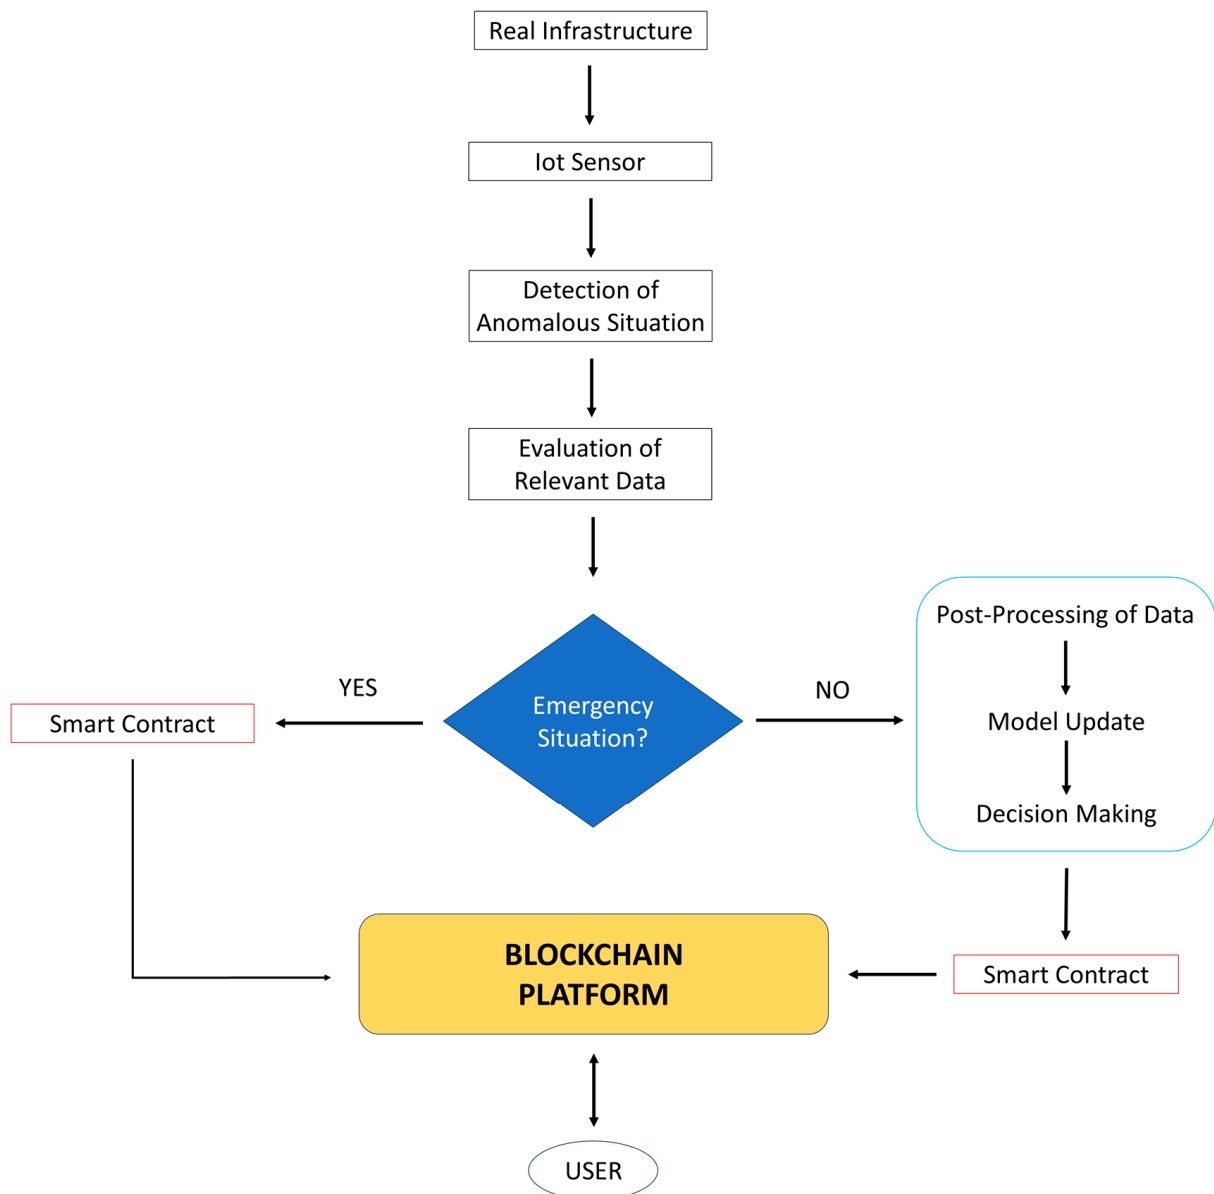 Real Infrastructure
Iot Sensor
Detection of
Anomalous Situation
Evaluation of
Relevant Data
Post-Processing of Data
YES
NO
Emergency
Situation?
Smart Contract
Model Update
Decision Making
BLOCKCHAIN
PLATFORM
Smart Contract
USER